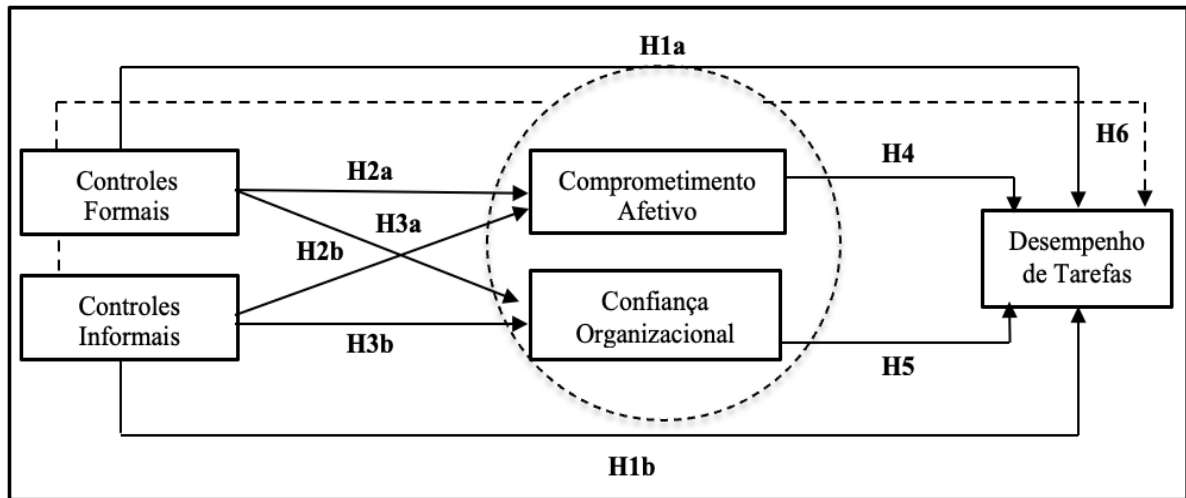 H1a
H6
H4
H2a
Controles
Formais
Comprometimento
Afetivo
H3a
H2b
Desempenho
de Tarefas
Controles
Informais
Confiança
Organizacional
H3b
H5
H1b